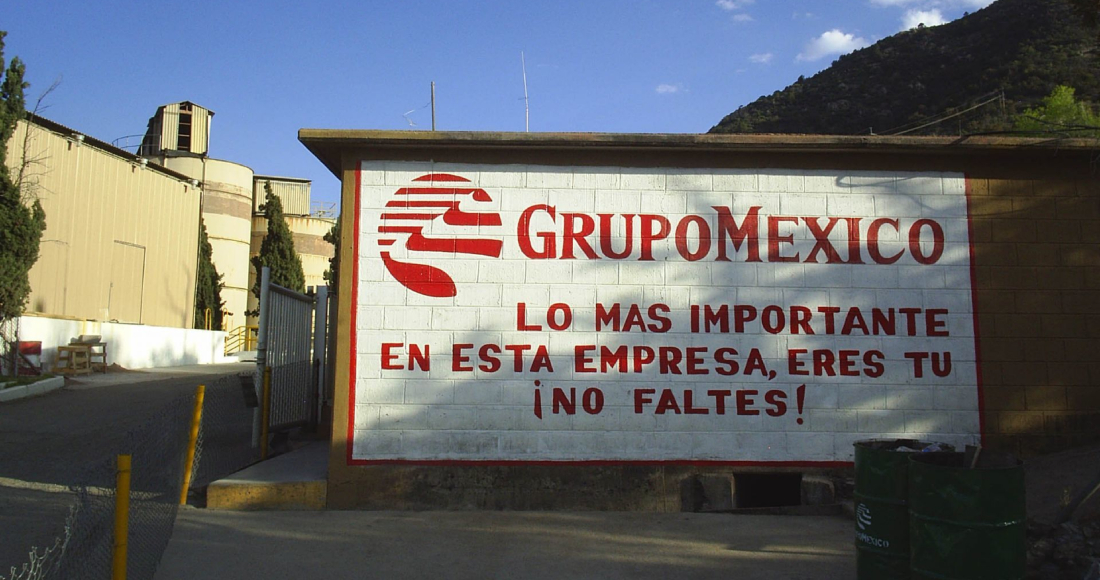 GRUPOMEXICO
LO MAS IMPORTANTE
EN ESTA EMPRESA, ERES TU
¡NO FALTES!